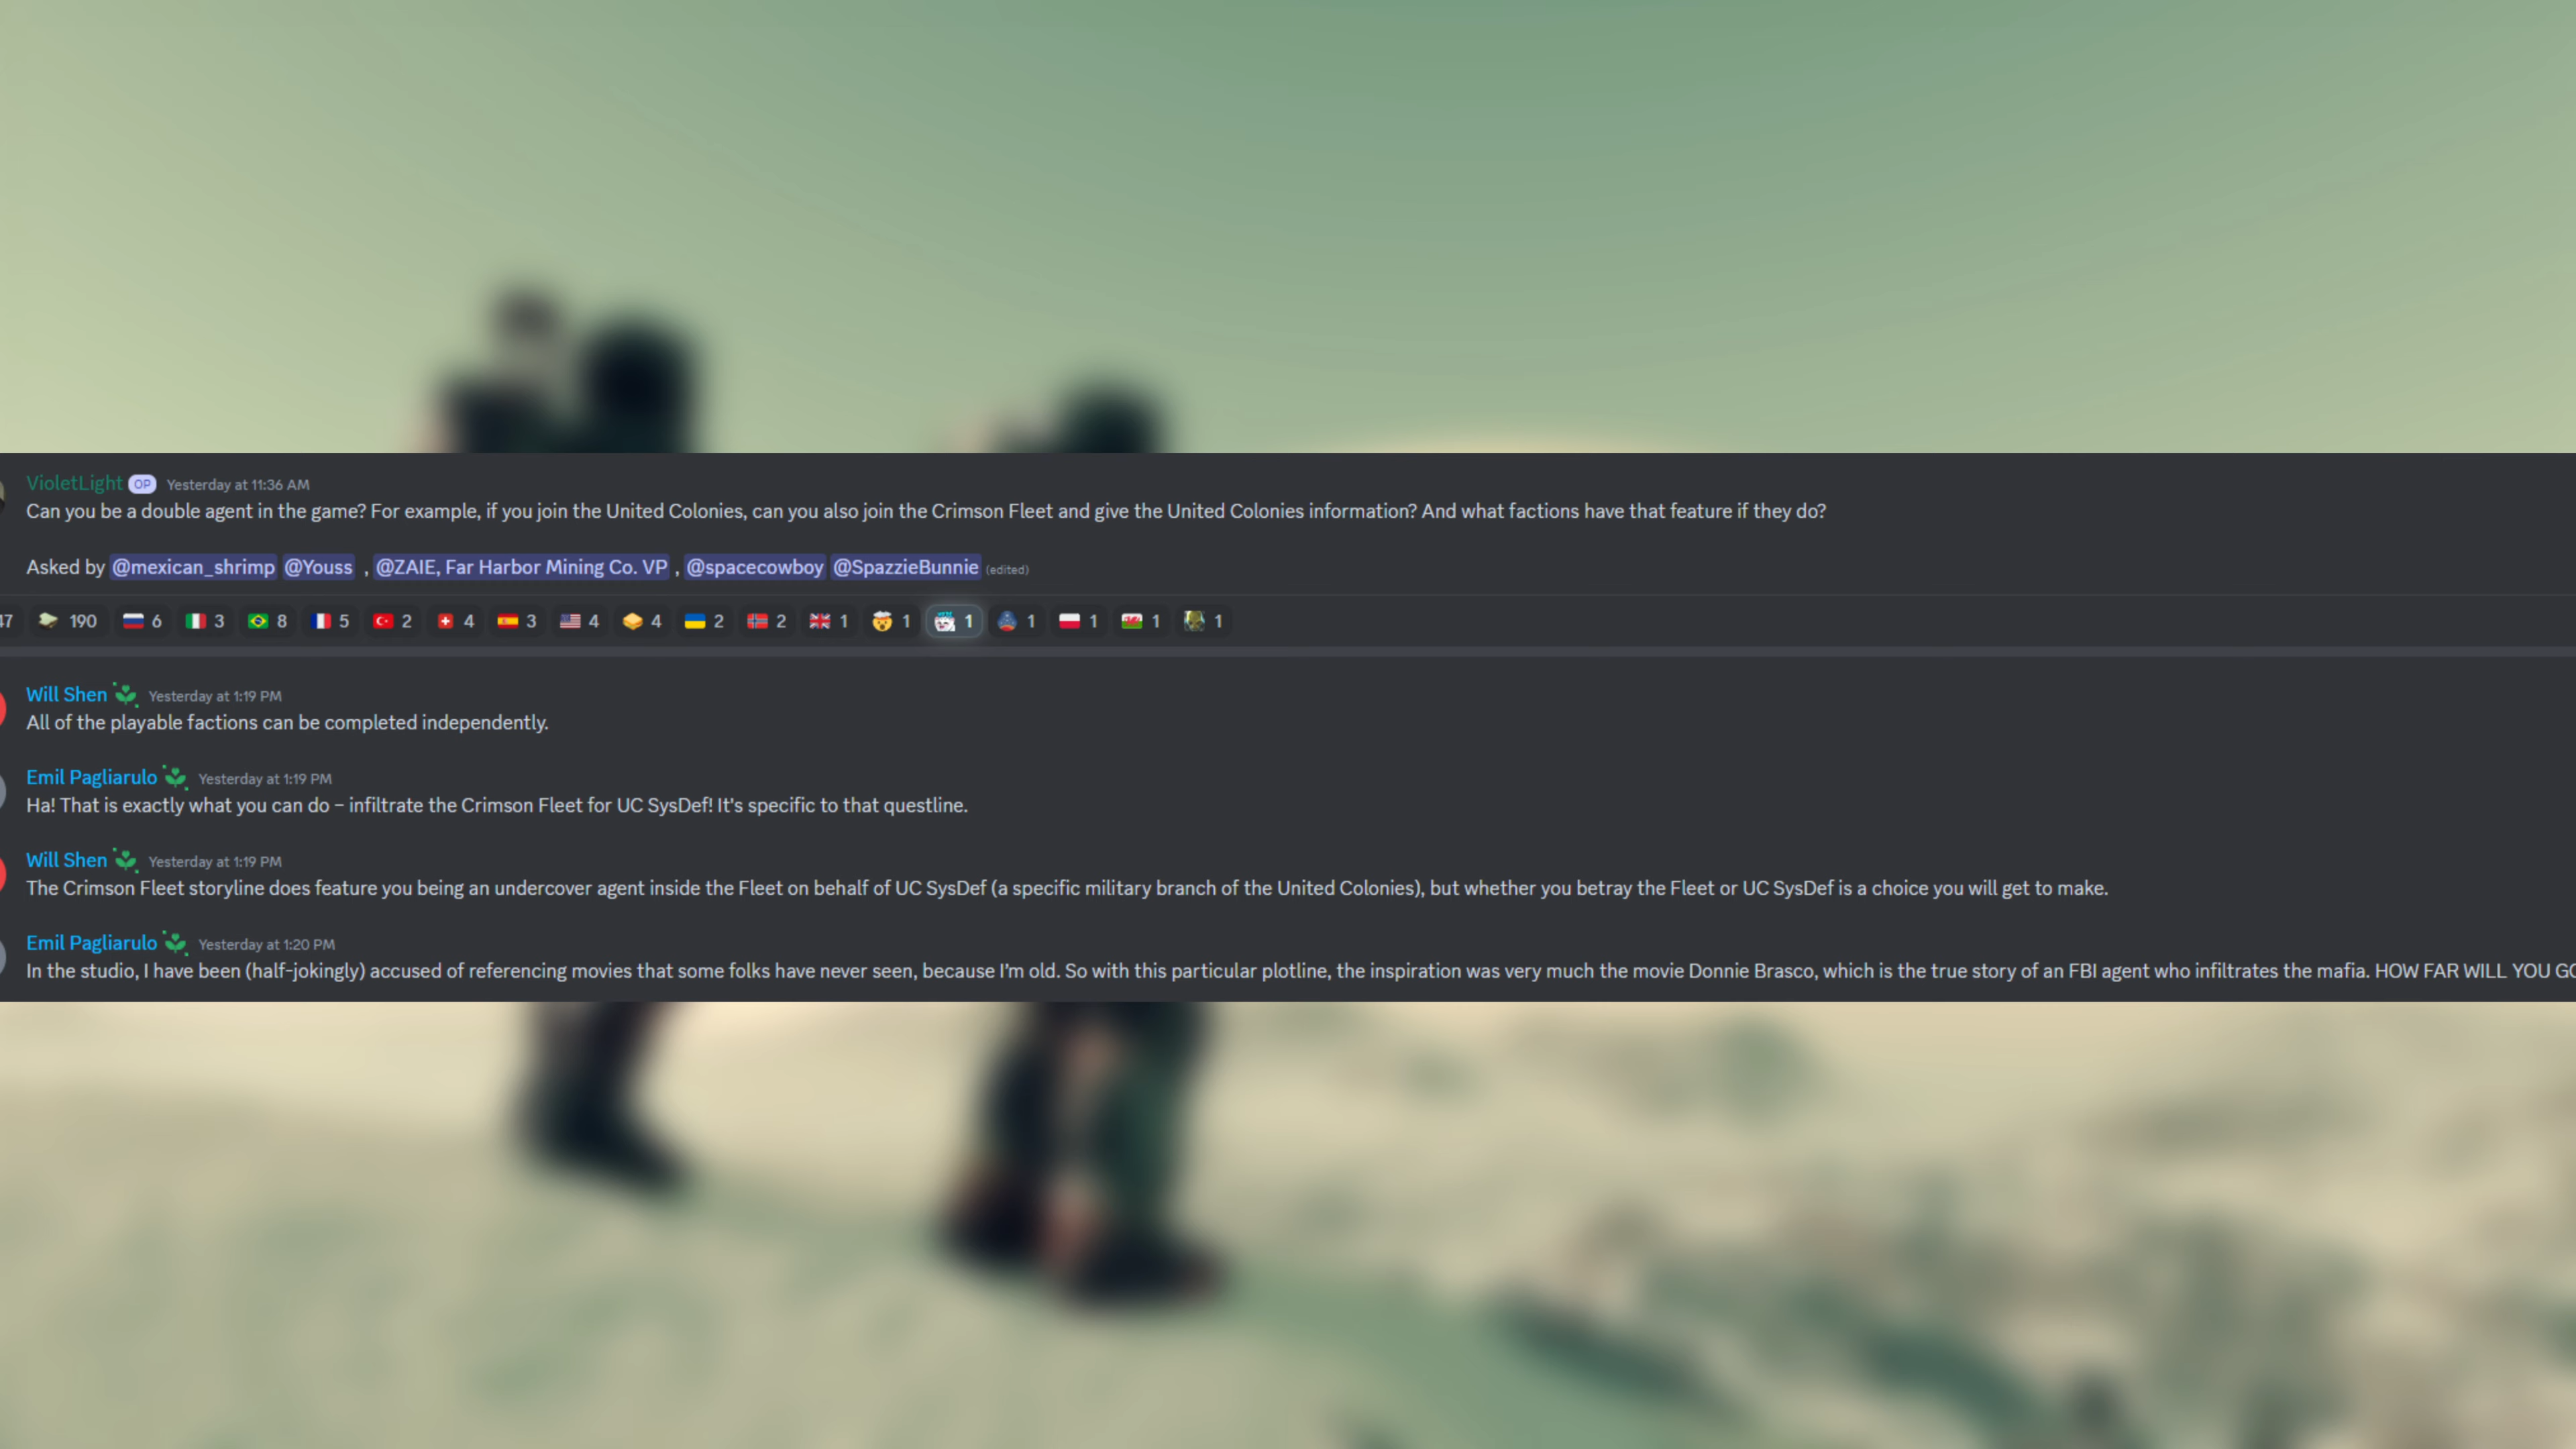 VioletLight OP Yesterday at 11:36 AM
Can you be a double agent in the game? For example, if you join the United Colonies, can you also join the Crimson Fleet and give the United Colonies information? And what factions have that feature if they do?
Asked by @mexican_shrimp @Youss , @ZAIE, Far Harbor Mining Co. VP , @spacecowboy @SpazzieBunnie (edited)
47 190 6 3 8 5 2 4 3 4 4 2 2 1 1 1 1 1 1 1
Will Shen Yesterday at 1:19 PM
All of the playable factions can be completed independently.
Emil Pagliarulo Yesterday at 1:19 PM
Ha! That is exactly what you can do – infiltrate the Crimson Fleet for UC SysDef! It's specific to that questline.
Will Shen Yesterday at 1:19 PM
The Crimson Fleet storyline does feature you being an undercover agent inside the Fleet on behalf of UC SysDef (a specific military branch of the United Colonies), but whether you betray the Fleet or UC SysDef is a choice you will get to make.
Emil Pagliarulo Yesterday at 1:20 PM
In the studio, I have been (half-jokingly) accused of referencing movies that some folks have never seen, because I'm old. So with this particular plotline, the inspiration was very much the movie Donnie Brasco, which is the true story of an FBI agent who infiltrates the mafia. HOW FAR WILL YOU GO